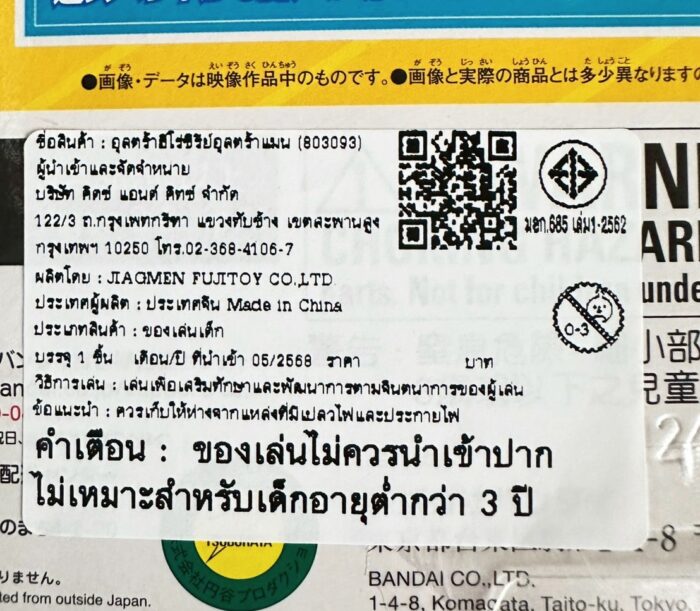 ●画像・データは映像作品中のものです。●画像と実際の商品とは多少異なります
ชื่อสินค้า : อุลตร้าฮีโร่ซีรีย์อุลตร้าแมน (803093)
ผู้นำเข้าและจัดจำหน่าย
บริษัท คิดซ์ แอนด์ คิทซ์ จำกัด
122/3 ถ.กรุงเทพกรีทา แขวงทับช้าง เขตสะพานสูง
กรุงเทพฯ 10250 โทร.02-368-4106-7
ผลิตโดย : JIAGMEN FUJITOY CO.,LTD
ประเทศผู้ผลิต : ประเทศจีน Made in China
ประเภทสินค้า : ของเล่นเด็ก
บรรจุ 1 ชิ้น เดือน/ปี ที่นำเข้า 05/2568 ราคา บาท
วิธีการเล่น : เล่นเพื่อเสริมทักษะและพัฒนาการตามจินตนาการของผู้เล่น
ข้อแนะนำ : ควรเก็บให้ห่างจากแหล่งที่มีเปลวไฟและประกายไฟ
คำเตือน : ของเล่นไม่ควรนำเข้าปาก
ไม่เหมาะสำหรับเด็กอายุต่ำกว่า 3 ปี
มอก.685 เล่ม1-2562
0-3
unde
小部
児童
りません。
ted from outside Japan.
BANDAI CO.,LTD.
1-4-8, Komagata, Taito-ku, Tokyo